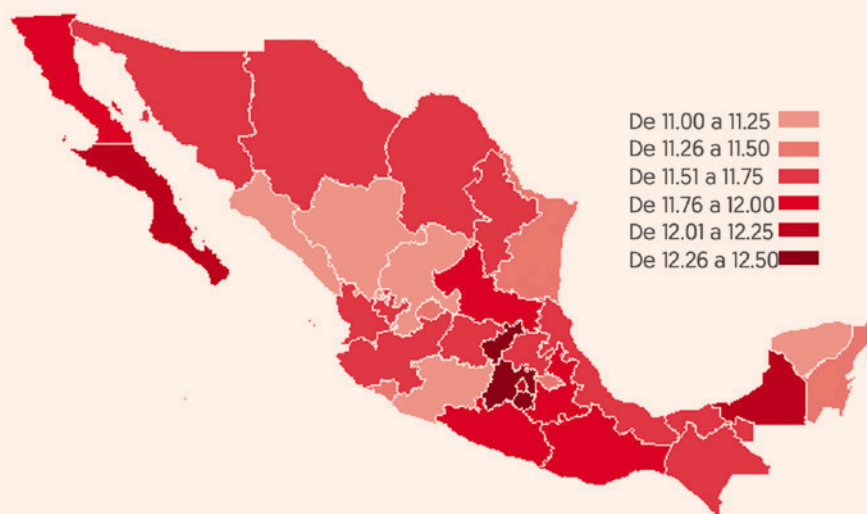 De 11.00 a 11.25
De 11.26 a 11.50
De 11.51 a 11.75
De 11.76 a 12.00
De 12.01 a 12.25
De 12.26 a 12.50